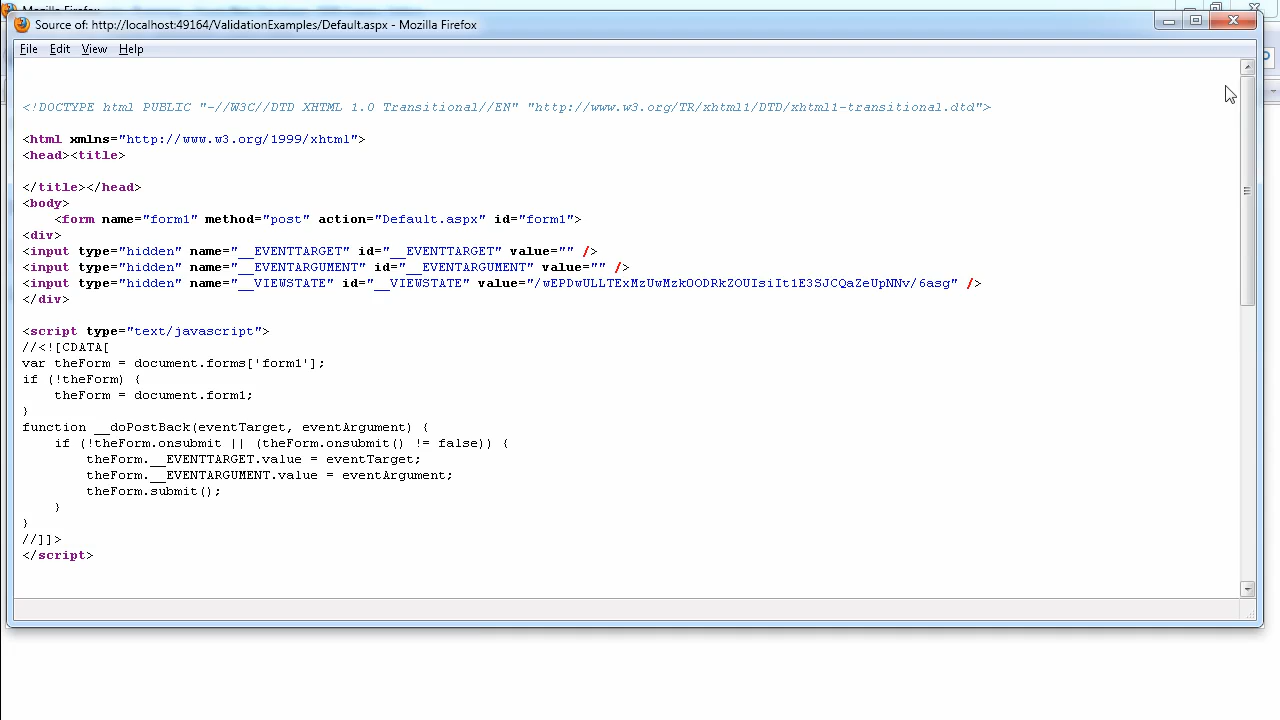 Mozilla Firefox
Source of: http://localhost:49164/ValidationExamples/Default.aspx - Mozilla Firefox
File Edit View Help
<!DOCTYPE html PUBLIC "-//W3C//DTD XHTML 1.0 Transitional//EN" "http://www.w3.org/TR/xhtml1/DTD/xhtml1-transitional.dtd">
<html xmlns="http://www.w3.org/1999/xhtml">
<head><title>
</title></head>
<body>
<form name="form1" method="post" action="Default.aspx" id="form1">
<div>
<input type="hidden" name="__EVENTTARGET" id="__EVENTTARGET" value="" />
<input type="hidden" name="__EVENTARGUMENT" id="__EVENTARGUMENT" value="" />
<input type="hidden" name="__VIEWSTATE" id="__VIEWSTATE" value="/wEPDwULLTExMzUwMzkOODRkZOUIsiIt1E3SJCQaZeUpNNv/6asg" />
</div>
<script type="text/javascript">
//<![CDATA[
var theForm = document.forms['form1'];
if (!theForm) {
theForm = document.form1;
}
function __doPostBack(eventTarget, eventArgument) {
if (!theForm.onsubmit || (theForm.onsubmit() != false)) {
theForm.__EVENTTARGET.value = eventTarget;
theForm.__EVENTARGUMENT.value = eventArgument;
theForm.submit();
}
}
//]]>
</script>